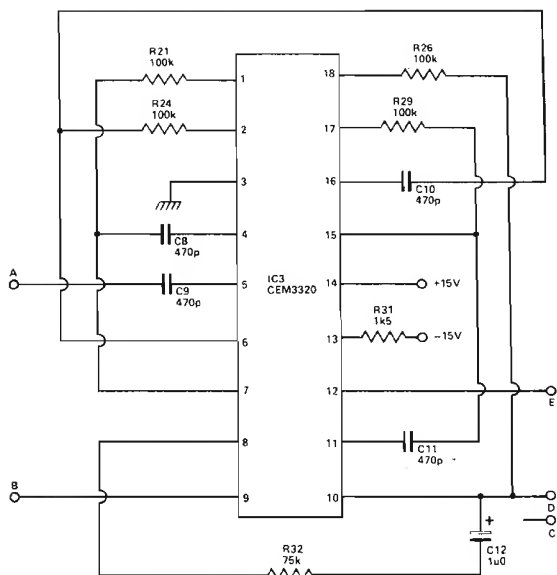 R21
100k
R24
100k
R26
100k
R29
100k
1
2
3
4
5
6
7
8
9
18
17
16
15
14
13
12
11
10
C10
470p
C8
470p
C9
470p
IC3
CEM3320
A
+15V
R31
1k5
−15V
E
C11
470p
B
D
C
+
C12
1u0
R32
75k